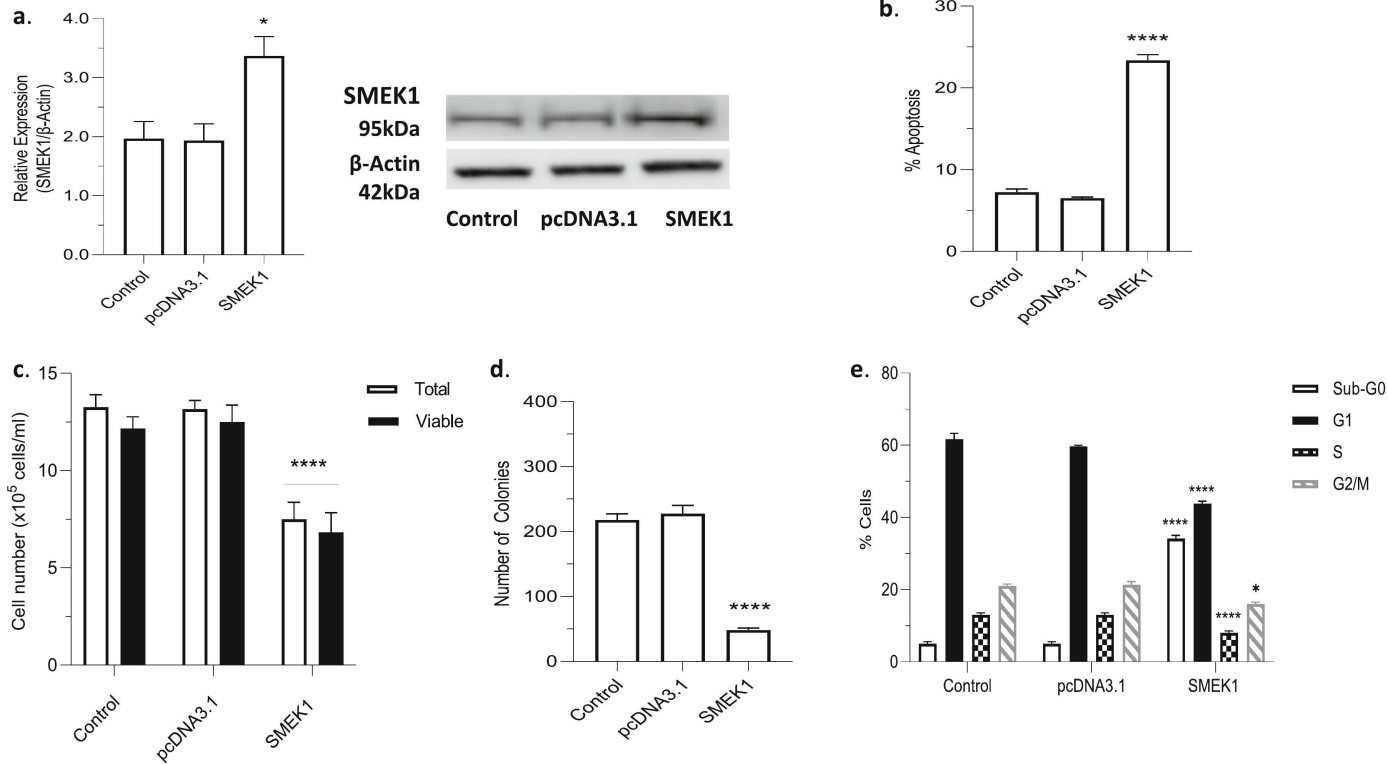 a.
Relative Expression
(SMEK1/β-Actin)
4.0
3.0
2.0
1.0
0.0
*
Control
pcDNA3.1
SMEK1
SMEK1
95kDa
β-Actin
42kDa
Control pcDNA3.1 SMEK1
b.
% Apoptosis
30
20
10
0
****
Control
pcDNA3.1
SMEK1
c.
Cell number (x10⁵ cells/ml)
15
10
5
0
****
Total
Viable
Control
pcDNA3.1
SMEK1
d.
Number of Colonies
400
300
200
100
0
****
Control
pcDNA3.1
SMEK1
e.
% Cells
80
60
40
20
0
****
****
****
*
Sub-G0
G1
S
G2/M
Control
pcDNA3.1
SMEK1